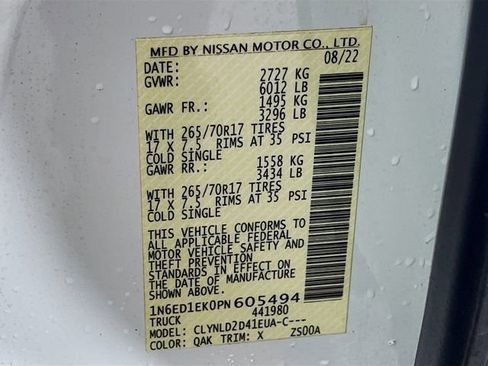 MFD BY NISSAN MOTOR CO., LTD.
DATE: 08/22
GVWR: 2727 KG
6012 LB
GAWR FR.: 1495 KG
3296 LB
WITH 265/70R17 TIRES
17 X 7.5 RIMS AT 35 PSI
COLD SINGLE
GAWR RR.: 1558 KG
3434 LB
WITH 265/70R17 TIRES
17 X 7.5 RIMS AT 35 PSI
COLD SINGLE
THIS VEHICLE CONFORMS TO
ALL APPLICABLE FEDERAL
MOTOR VEHICLE SAFETY AND
THEFT PREVENTION
STANDARDS IN EFFECT ON
THE DATE OF MANUFACTURE
SHOWN ABOVE.
1N6ED1EK0PN605494
TRUCK 441980
MODEL: CLYNLD2D41EUA-C---
COLOR: QAK TRIM: X ZS00A